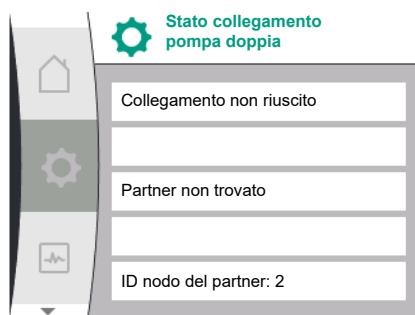 Stato collegamento
pompa doppia
Collegamento non riuscito
Partner non trovato
ID nodo del partner: 2